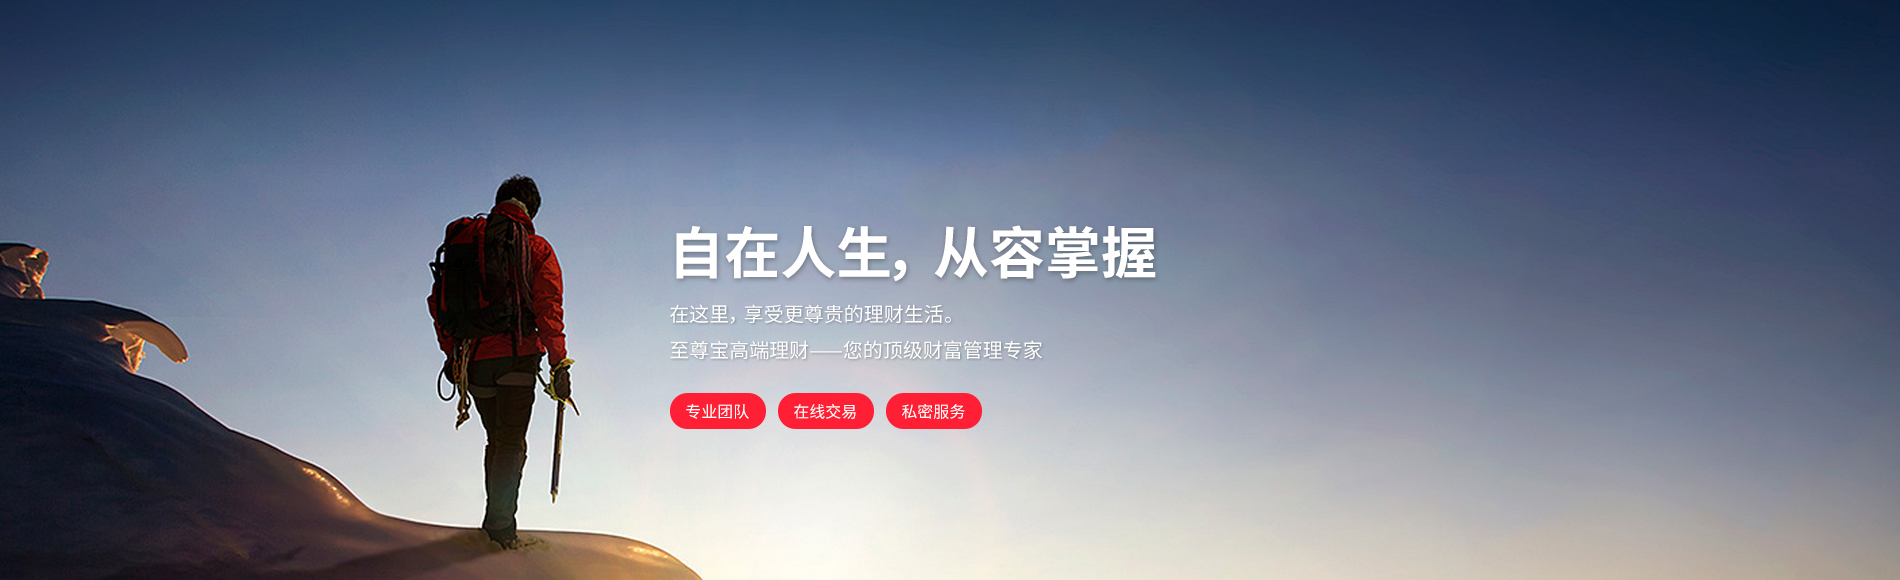 自在人生，从容掌握
在这里，享受更尊贵的理财生活。
至尊宝高端理财——您的顶级财富管理专家
专业团队 在线交易 私密服务